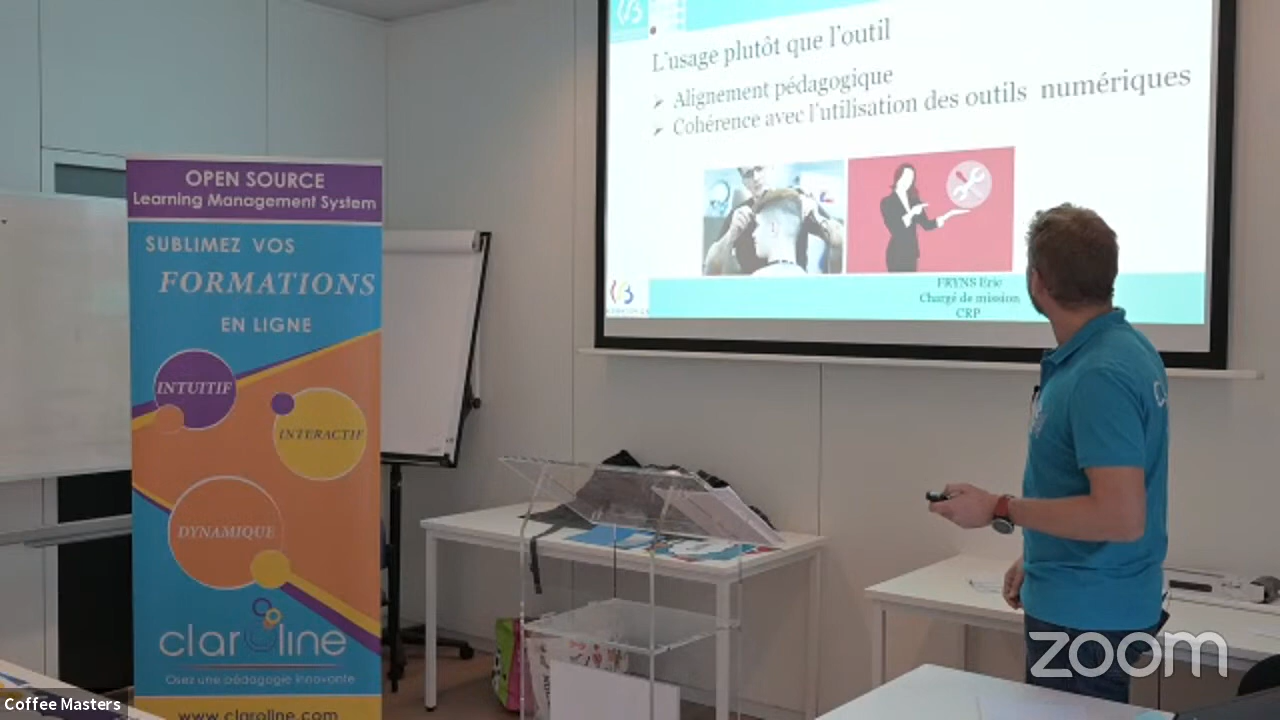 OPEN SOURCE
Learning Management System
SUBLIMEZ VOS
FORMATIONS
EN LIGNE
INTUITIF
INTERACTIF
DYNAMIQUE
claroline
Osez une pédagogie innovante
www.claroline.com
L'usage plutôt que l'outil
➢ Alignement pédagogique
➢ Cohérence avec l'utilisation des outils numériques
FRYNS Eric
Chargé de mission
CRP
zoom
Coffee Masters